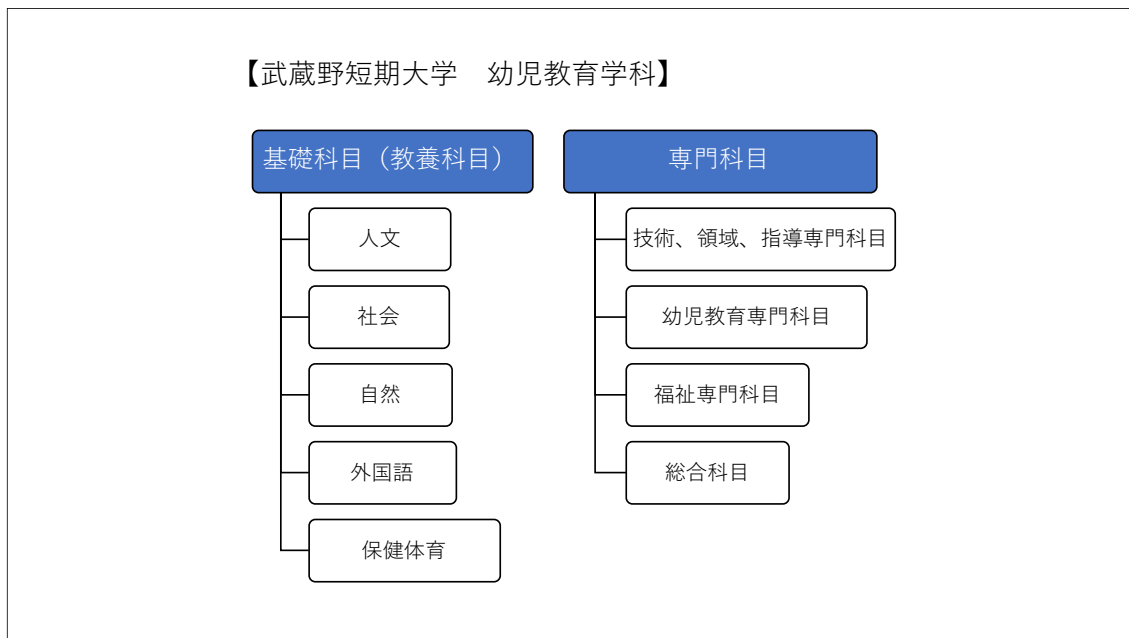 【武蔵野短期大学　幼児教育学科】
基礎科目（教養科目）
人文
社会
自然
外国語
保健体育
専門科目
技術、領域、指導専門科目
幼児教育専門科目
福祉専門科目
総合科目